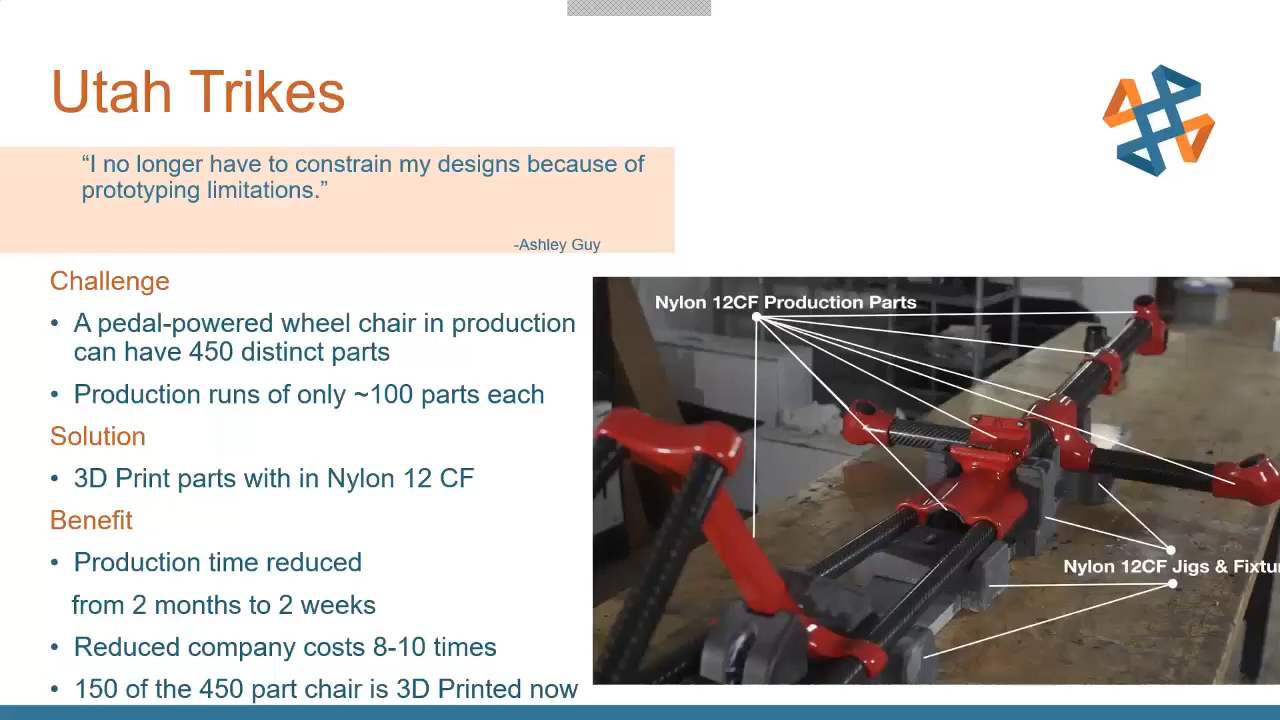 Utah Trikes
“I no longer have to constrain my designs because of
prototyping limitations.”
-Ashley Guy
Challenge
• A pedal-powered wheel chair in production
can have 450 distinct parts
• Production runs of only ~100 parts each
Solution
• 3D Print parts with in Nylon 12 CF
Benefit
• Production time reduced
from 2 months to 2 weeks
• Reduced company costs 8-10 times
• 150 of the 450 part chair is 3D Printed now
Nylon 12CF Production Parts
Nylon 12CF Jigs & Fixtu